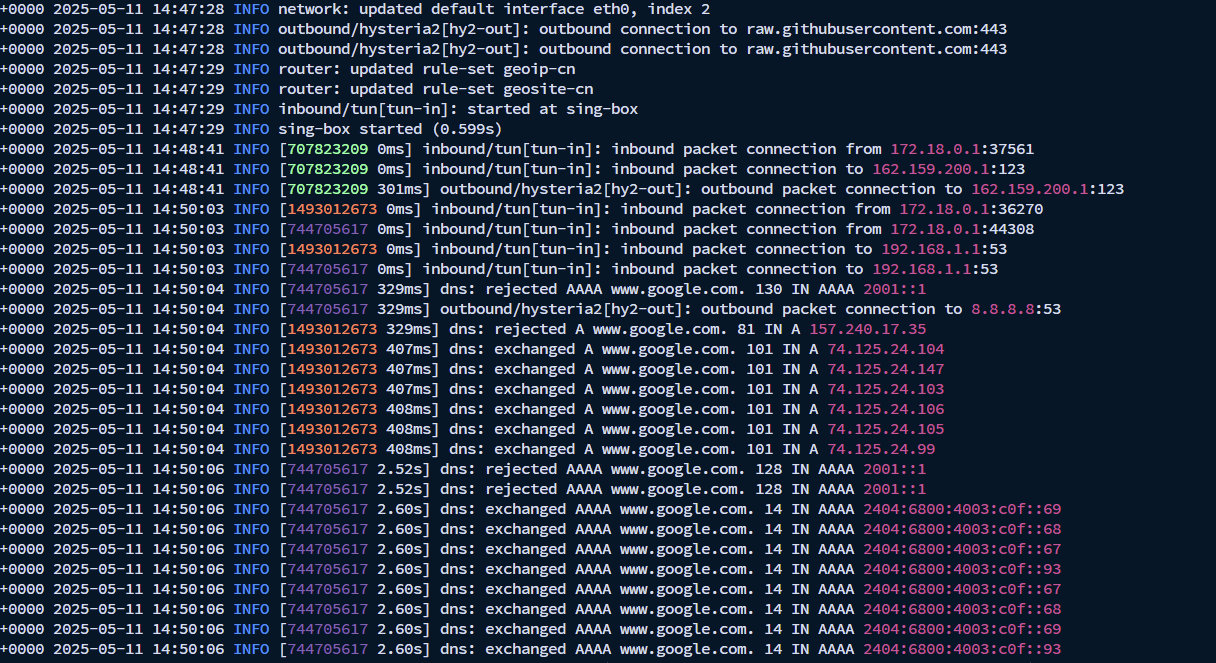 +0000 2025-05-11 14:47:28 INFO network: updated default interface eth0, index 2
+0000 2025-05-11 14:47:28 INFO outbound/hysteria2[hy2-out]: outbound connection to raw.githubusercontent.com:443
+0000 2025-05-11 14:47:28 INFO outbound/hysteria2[hy2-out]: outbound connection to raw.githubusercontent.com:443
+0000 2025-05-11 14:47:29 INFO router: updated rule-set geoip-cn
+0000 2025-05-11 14:47:29 INFO router: updated rule-set geosite-cn
+0000 2025-05-11 14:47:29 INFO inbound/tun[tun-in]: started at sing-box
+0000 2025-05-11 14:47:29 INFO sing-box started (0.599s)
+0000 2025-05-11 14:48:41 INFO [707823209 0ms] inbound/tun[tun-in]: inbound packet connection from 172.18.0.1:37561
+0000 2025-05-11 14:48:41 INFO [707823209 0ms] inbound/tun[tun-in]: inbound packet connection to 162.159.200.1:123
+0000 2025-05-11 14:48:41 INFO [707823209 301ms] outbound/hysteria2[hy2-out]: outbound packet connection to 162.159.200.1:123
+0000 2025-05-11 14:50:03 INFO [1493012673 0ms] inbound/tun[tun-in]: inbound packet connection from 172.18.0.1:36270
+0000 2025-05-11 14:50:03 INFO [744705617 0ms] inbound/tun[tun-in]: inbound packet connection from 172.18.0.1:44308
+0000 2025-05-11 14:50:03 INFO [1493012673 0ms] inbound/tun[tun-in]: inbound packet connection to 192.168.1.1:53
+0000 2025-05-11 14:50:03 INFO [744705617 0ms] inbound/tun[tun-in]: inbound packet connection to 192.168.1.1:53
+0000 2025-05-11 14:50:04 INFO [744705617 329ms] dns: rejected AAAA www.google.com. 130 IN AAAA 2001::1
+0000 2025-05-11 14:50:04 INFO [744705617 329ms] outbound/hysteria2[hy2-out]: outbound packet connection to 8.8.8.8:53
+0000 2025-05-11 14:50:04 INFO [1493012673 329ms] dns: rejected A www.google.com. 81 IN A 157.240.17.35
+0000 2025-05-11 14:50:04 INFO [1493012673 407ms] dns: exchanged A www.google.com. 101 IN A 74.125.24.104
+0000 2025-05-11 14:50:04 INFO [1493012673 407ms] dns: exchanged A www.google.com. 101 IN A 74.125.24.147
+0000 2025-05-11 14:50:04 INFO [1493012673 407ms] dns: exchanged A www.google.com. 101 IN A 74.125.24.103
+0000 2025-05-11 14:50:04 INFO [1493012673 408ms] dns: exchanged A www.google.com. 101 IN A 74.125.24.106
+0000 2025-05-11 14:50:04 INFO [1493012673 408ms] dns: exchanged A www.google.com. 101 IN A 74.125.24.105
+0000 2025-05-11 14:50:04 INFO [1493012673 408ms] dns: exchanged A www.google.com. 101 IN A 74.125.24.99
+0000 2025-05-11 14:50:06 INFO [744705617 2.52s] dns: rejected AAAA www.google.com. 128 IN AAAA 2001::1
+0000 2025-05-11 14:50:06 INFO [744705617 2.52s] dns: rejected AAAA www.google.com. 128 IN AAAA 2001::1
+0000 2025-05-11 14:50:06 INFO [744705617 2.60s] dns: exchanged AAAA www.google.com. 14 IN AAAA 2404:6800:4003:c0f::69
+0000 2025-05-11 14:50:06 INFO [744705617 2.60s] dns: exchanged AAAA www.google.com. 14 IN AAAA 2404:6800:4003:c0f::68
+0000 2025-05-11 14:50:06 INFO [744705617 2.60s] dns: exchanged AAAA www.google.com. 14 IN AAAA 2404:6800:4003:c0f::67
+0000 2025-05-11 14:50:06 INFO [744705617 2.60s] dns: exchanged AAAA www.google.com. 14 IN AAAA 2404:6800:4003:c0f::93
+0000 2025-05-11 14:50:06 INFO [744705617 2.60s] dns: exchanged AAAA www.google.com. 14 IN AAAA 2404:6800:4003:c0f::67
+0000 2025-05-11 14:50:06 INFO [744705617 2.60s] dns: exchanged AAAA www.google.com. 14 IN AAAA 2404:6800:4003:c0f::68
+0000 2025-05-11 14:50:06 INFO [744705617 2.60s] dns: exchanged AAAA www.google.com. 14 IN AAAA 2404:6800:4003:c0f::69
+0000 2025-05-11 14:50:06 INFO [744705617 2.60s] dns: exchanged AAAA www.google.com. 14 IN AAAA 2404:6800:4003:c0f::93